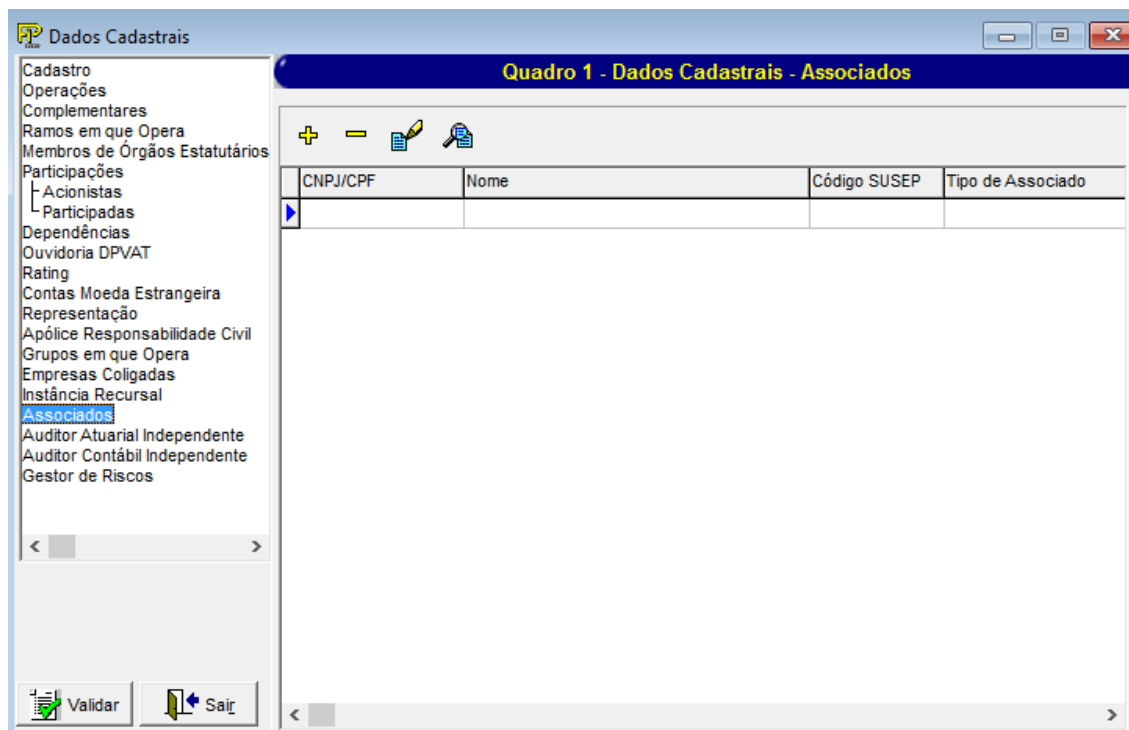 Dados Cadastrais
Cadastro
Operações
Complementares
Ramos em que Opera
Membros de Órgãos Estatutários
Participações
Acionistas
Participadas
Dependências
Ouvidoria DPVAT
Rating
Contas Moeda Estrangeira
Representação
Apólice Responsabilidade Civil
Grupos em que Opera
Empresas Coligadas
Instância Recursal
Associados
Auditor Atuarial Independente
Auditor Contábil Independente
Gestor de Riscos
Validar
Sair
Quadro 1 - Dados Cadastrais - Associados
CNPJ/CPF Nome Código SUSEP Tipo de Associado